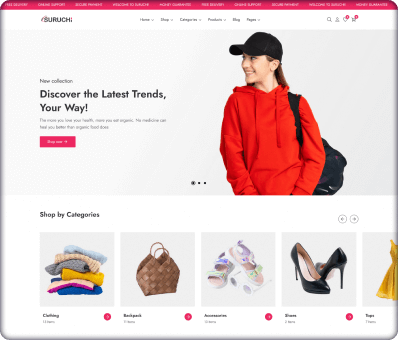 FREE DELIVERY ONLINE SUPPORT SECURE PAYMENT WELCOME TO SURUCHI MONEY GUARANTEE FREE DELIVERY ONLINE SUPPORT SECURE PAYMENT WELCOME TO SURUCHI MONEY GUARANTEE
SURUCHI
Home Shop Categories Products Blog Pages
New collection
Discover the Latest Trends,
Your Way!
The more you love your health, more you eat organic. No medicine can
heal you better than organic food does
Shop now
Shop by Categories
Clothing Backpack Accessories Shoes Tops